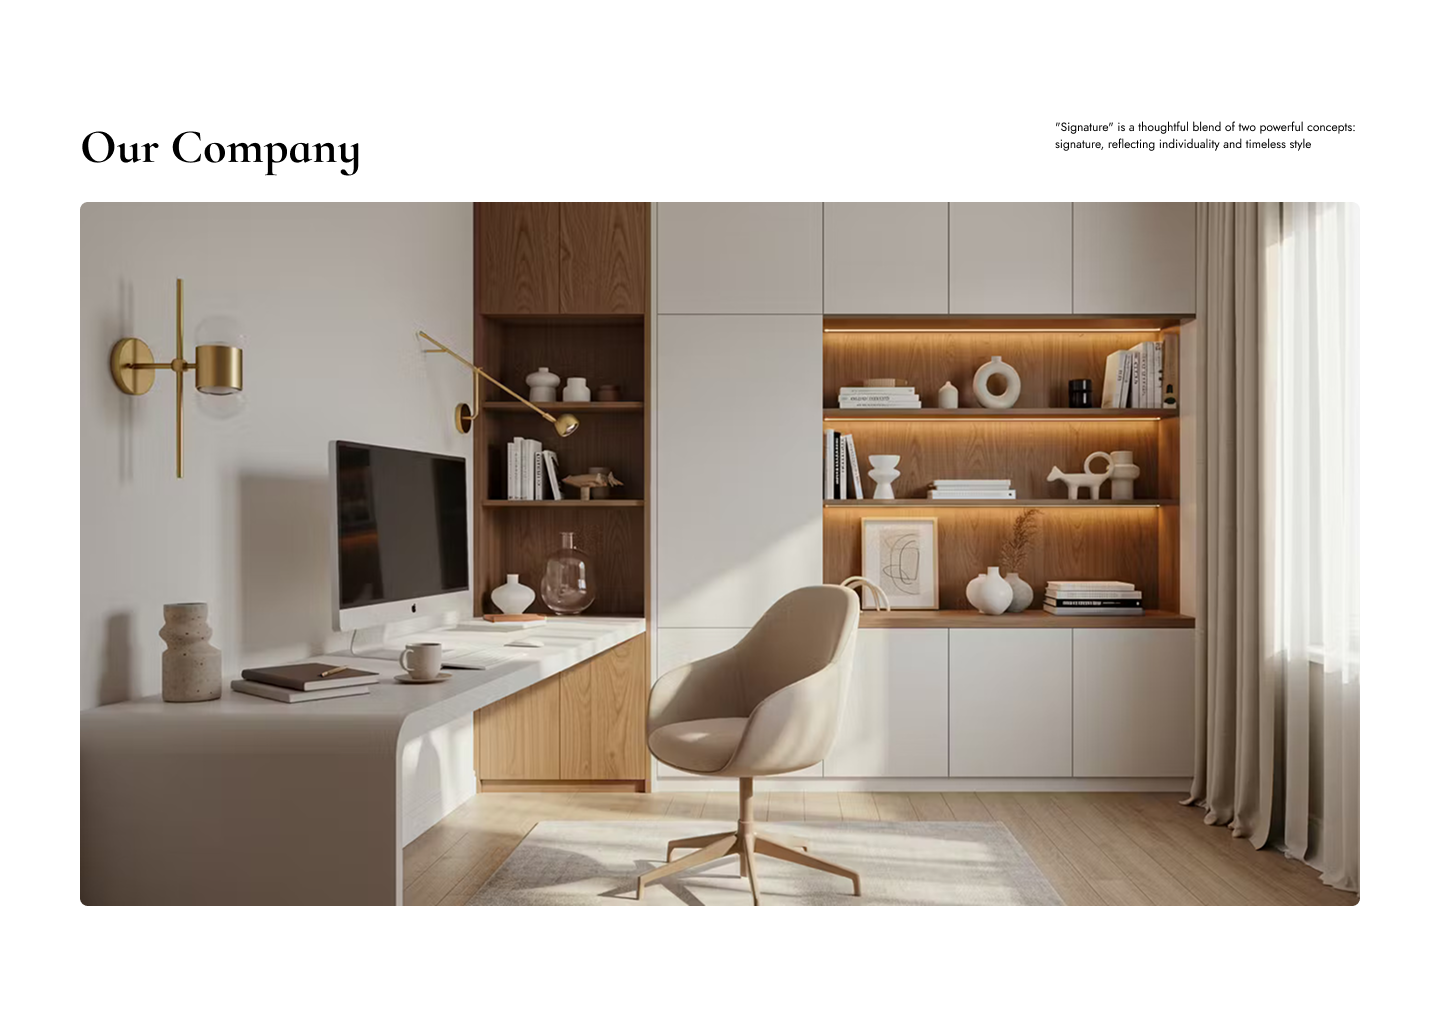 Our Company
"Signature" is a thoughtful blend of two powerful concepts:
signature, reflecting individuality and timeless style